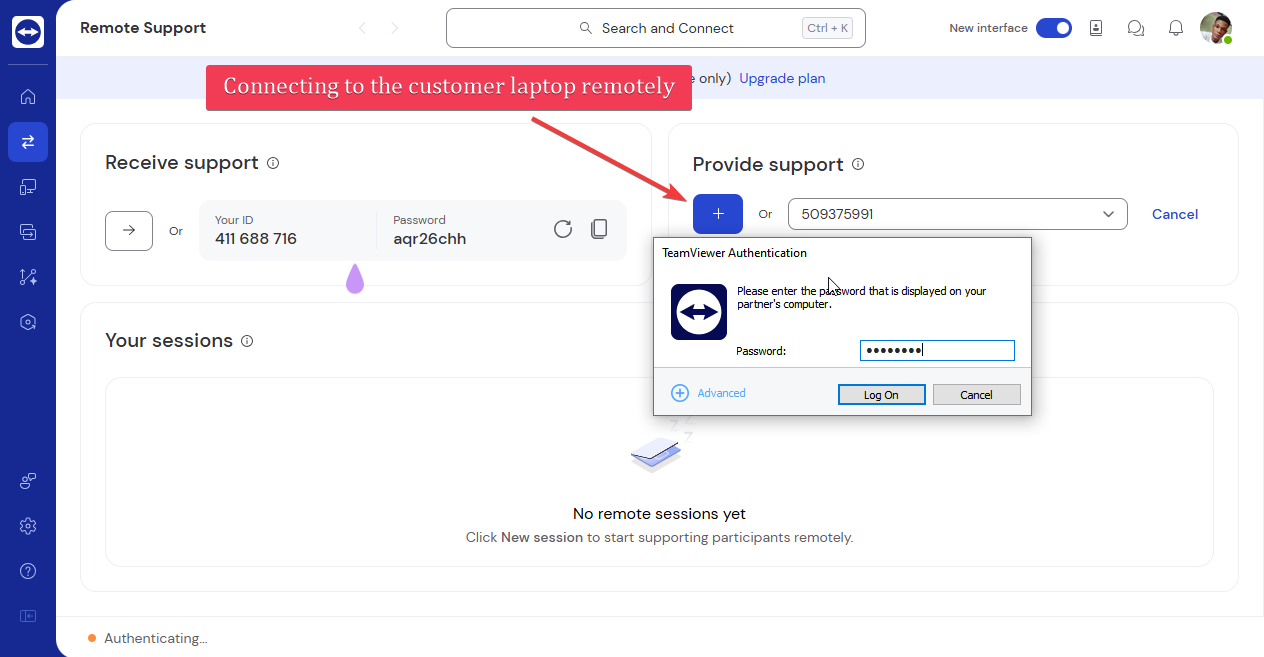 Remote Support
Search and Connect
Ctrl + K
New interface
only) Upgrade plan
Connecting to the customer laptop remotely
Receive support
Or
Your ID
411 688 716
Password
aqr26chh
Provide support
Or
509375991
Cancel
TeamViewer Authentication
Please enter the password that is displayed on your
partner's computer.
Password:
Advanced
Log On
Cancel
Your sessions
z z
z
No remote sessions yet
Click New session to start supporting participants remotely.
Authenticating...